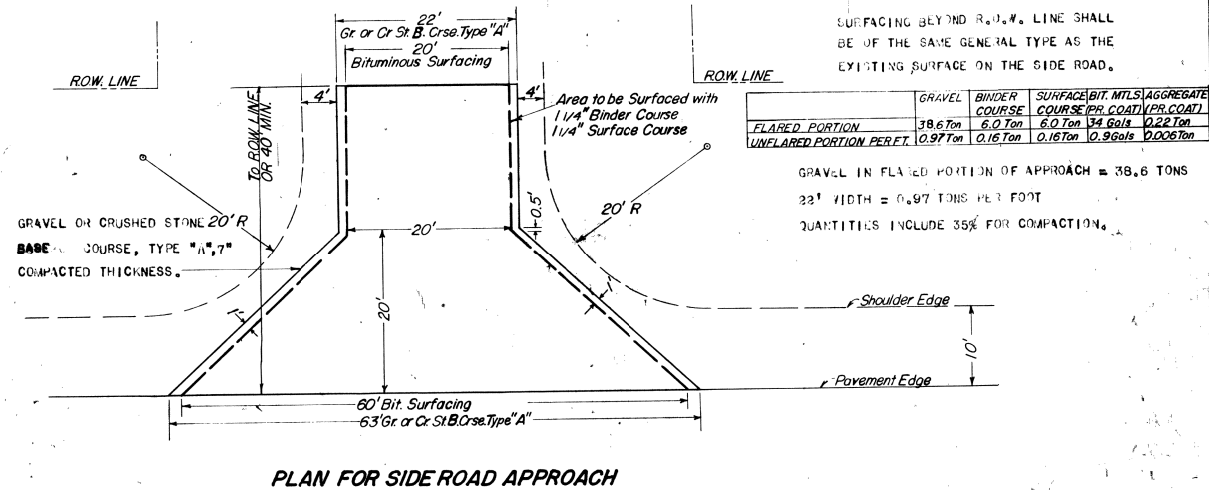 22'
Gr. or Cr St. B. Crse. Type "A"
20'
Bituminous Surfacing
R.O.W. LINE
4'
4'
R.O.W. LINE
SURFACING BEYOND R.O.W. LINE SHALL
BE OF THE SAME GENERAL TYPE AS THE
EXISTING SURFACE ON THE SIDE ROAD.
Area to be Surfaced with
1 1/4" Binder Course
1 1/4" Surface Course
To ROW LINE
OR 40 MIN.
GRAVEL BINDER COURSE SURFACE COURSE BIT. MTLS. (PR. COAT) AGGREGATE (PR. COAT)
FLARED PORTION 38.6 Ton 6.0 Ton 6.0 Ton 34 Gals 0.22 Ton
UNFLARED PORTION PER FT. 0.97 Ton 0.16 Ton 0.16 Ton 0.9 Gals 0.006 Ton
GRAVEL IN FLARED PORTION OF APPROACH = 38.6 TONS
22' WIDTH = 0.97 TONS PER FOOT
QUANTITIES INCLUDE 35% FOR COMPACTION.
GRAVEL OR CRUSHED STONE
BASE COURSE, TYPE "A", 7"
COMPACTED THICKNESS.
20' R
20'
0.5'
20' R
20'
1'
1'
Shoulder Edge
10'
Pavement Edge
60' Bit. Surfacing
63' Gr. or Cr. St. B. Crse. Type "A"
PLAN FOR SIDE ROAD APPROACH